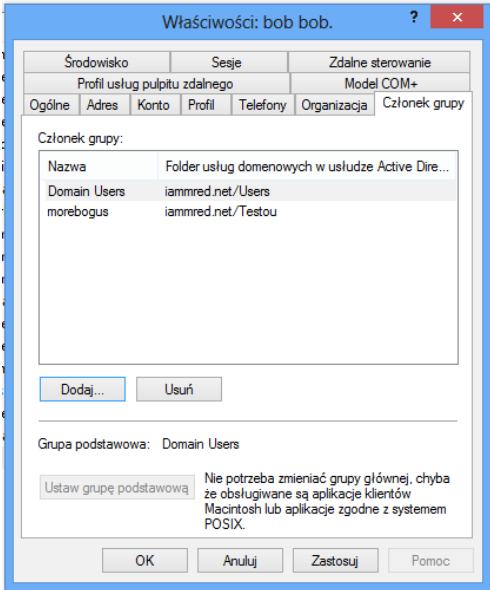 Właściwości: bob bob.
?
Środowisko
Sesje
Zdalne sterowanie
Profil usług pulpitu zdalnego
Model COM+
Ogólne
Adres
Konto
Profil
Telefony
Organizacja
Członek grupy
Członek grupy:
Nazwa
Folder usług domenowych w usłudze Active Dire...
Domain Users
iammred.net/Users
morebogus
iammred.net/Testou
Dodaj...
Usuń
Grupa podstawowa: Domain Users
Ustaw grupę podstawową
Nie potrzeba zmieniać grupy głównej, chyba
że obsługiwane są aplikacje klientów
Macintosh lub aplikacje zgodne z systemem
POSIX.
OK
Anuluj
Zastosuj
Pomoc